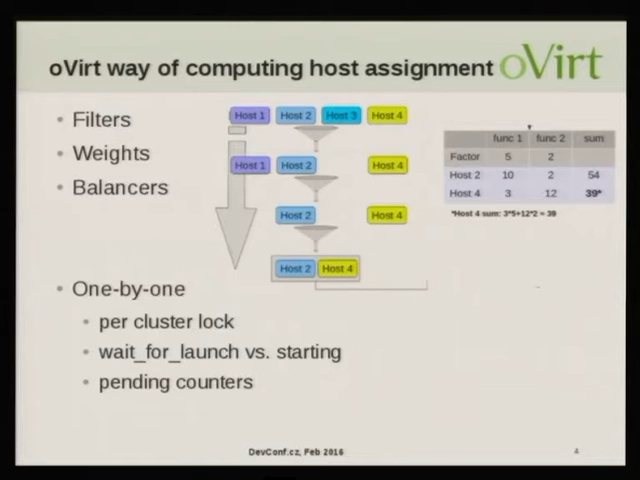 oVirt way of computing host assignment oVirt
Filters
Weights
Balancers
Host 1 Host 2 Host 3 Host 4
Host 1 Host 2 Host 4
Host 2 Host 4
Host 2 Host 4
func 1 func 2 sum
Factor 5 2
Host 2 10 2 54
Host 4 3 12 39*
*Host 4 sum: 3*5+12*2 = 39
One-by-one
per cluster lock
wait_for_launch vs. starting
pending counters
DevConf.cz, Feb 2016 4